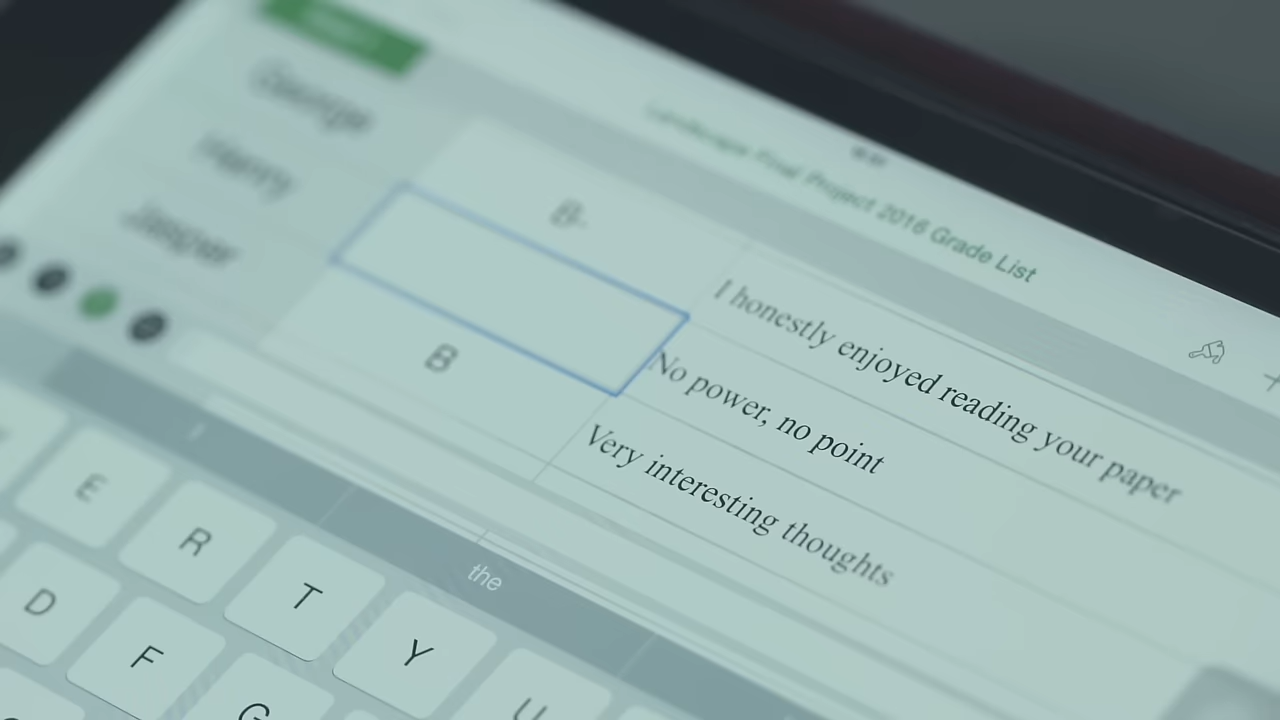 Landscape Final Project 2016 Grade List
George
B-
I honestly enjoyed reading your paper
Harry
No power, no point
Jasper
B
Very interesting thoughts
I
the
E
R
T
Y
U
D
F
G